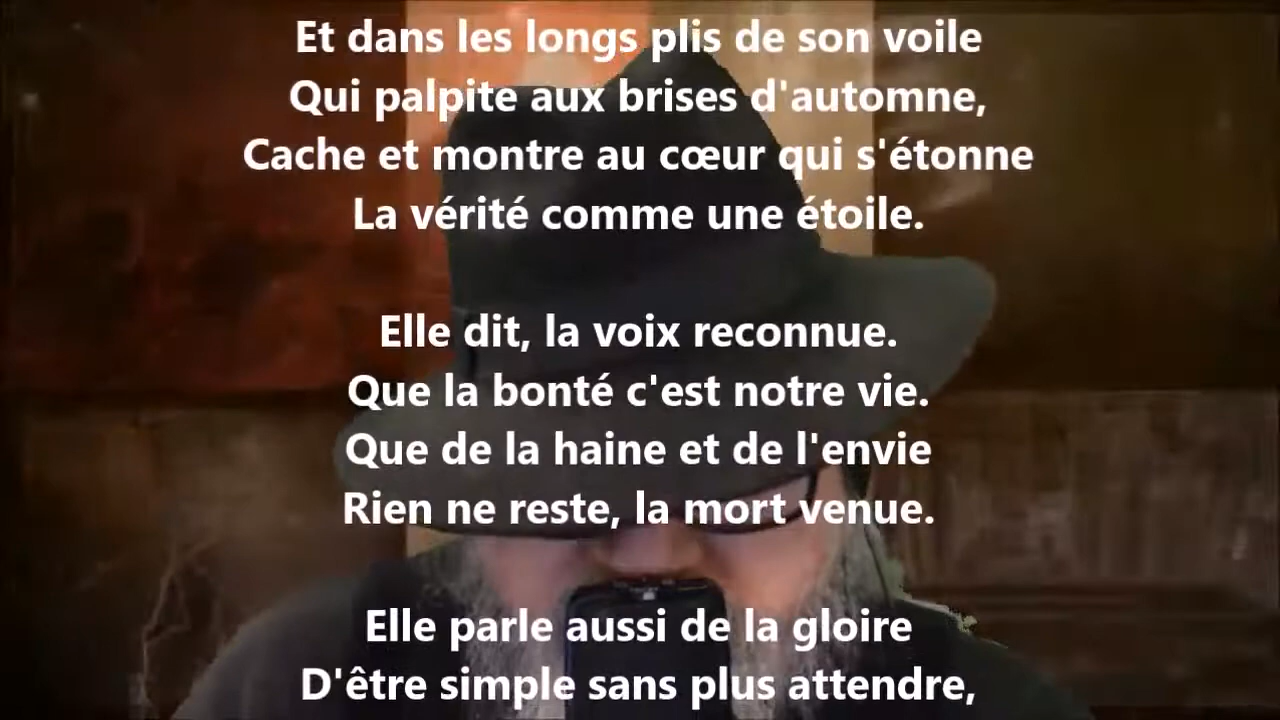 Et dans les longs plis de son voile
Qui palpite aux brises d'automne,
Cache et montre au cœur qui s'étonne
La vérité comme une étoile.
Elle dit, la voix reconnue.
Que la bonté c'est notre vie.
Que de la haine et de l'envie
Rien ne reste, la mort venue.
Elle parle aussi de la gloire
D'être simple sans plus attendre,